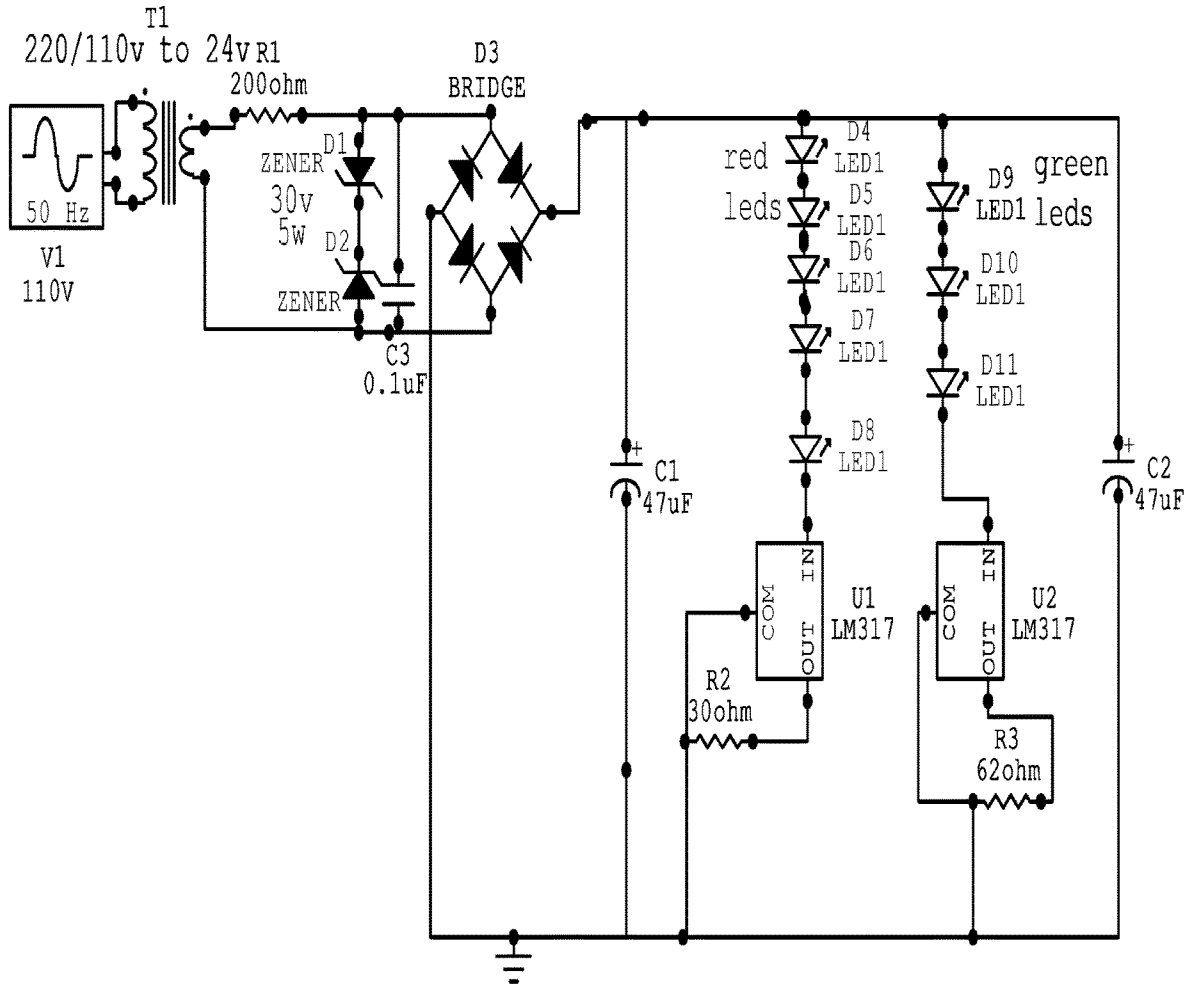 T1
220/110v to 24v
R1
200ohm
D3
BRIDGE
50 Hz
V1
110V
D1
ZENER
30v
5w
D2
ZENER
C3
0.1uF
red
leds
D4
LED1
D5
LED1
D6
LED1
D7
LED1
D8
LED1
D9
LED1
green
leds
D10
LED1
D11
LED1
+
C1
47uF
+
C2
47uF
IN
COM
OUT
U1
LM317
IN
COM
OUT
U2
LM317
R2
30ohm
R3
62ohm